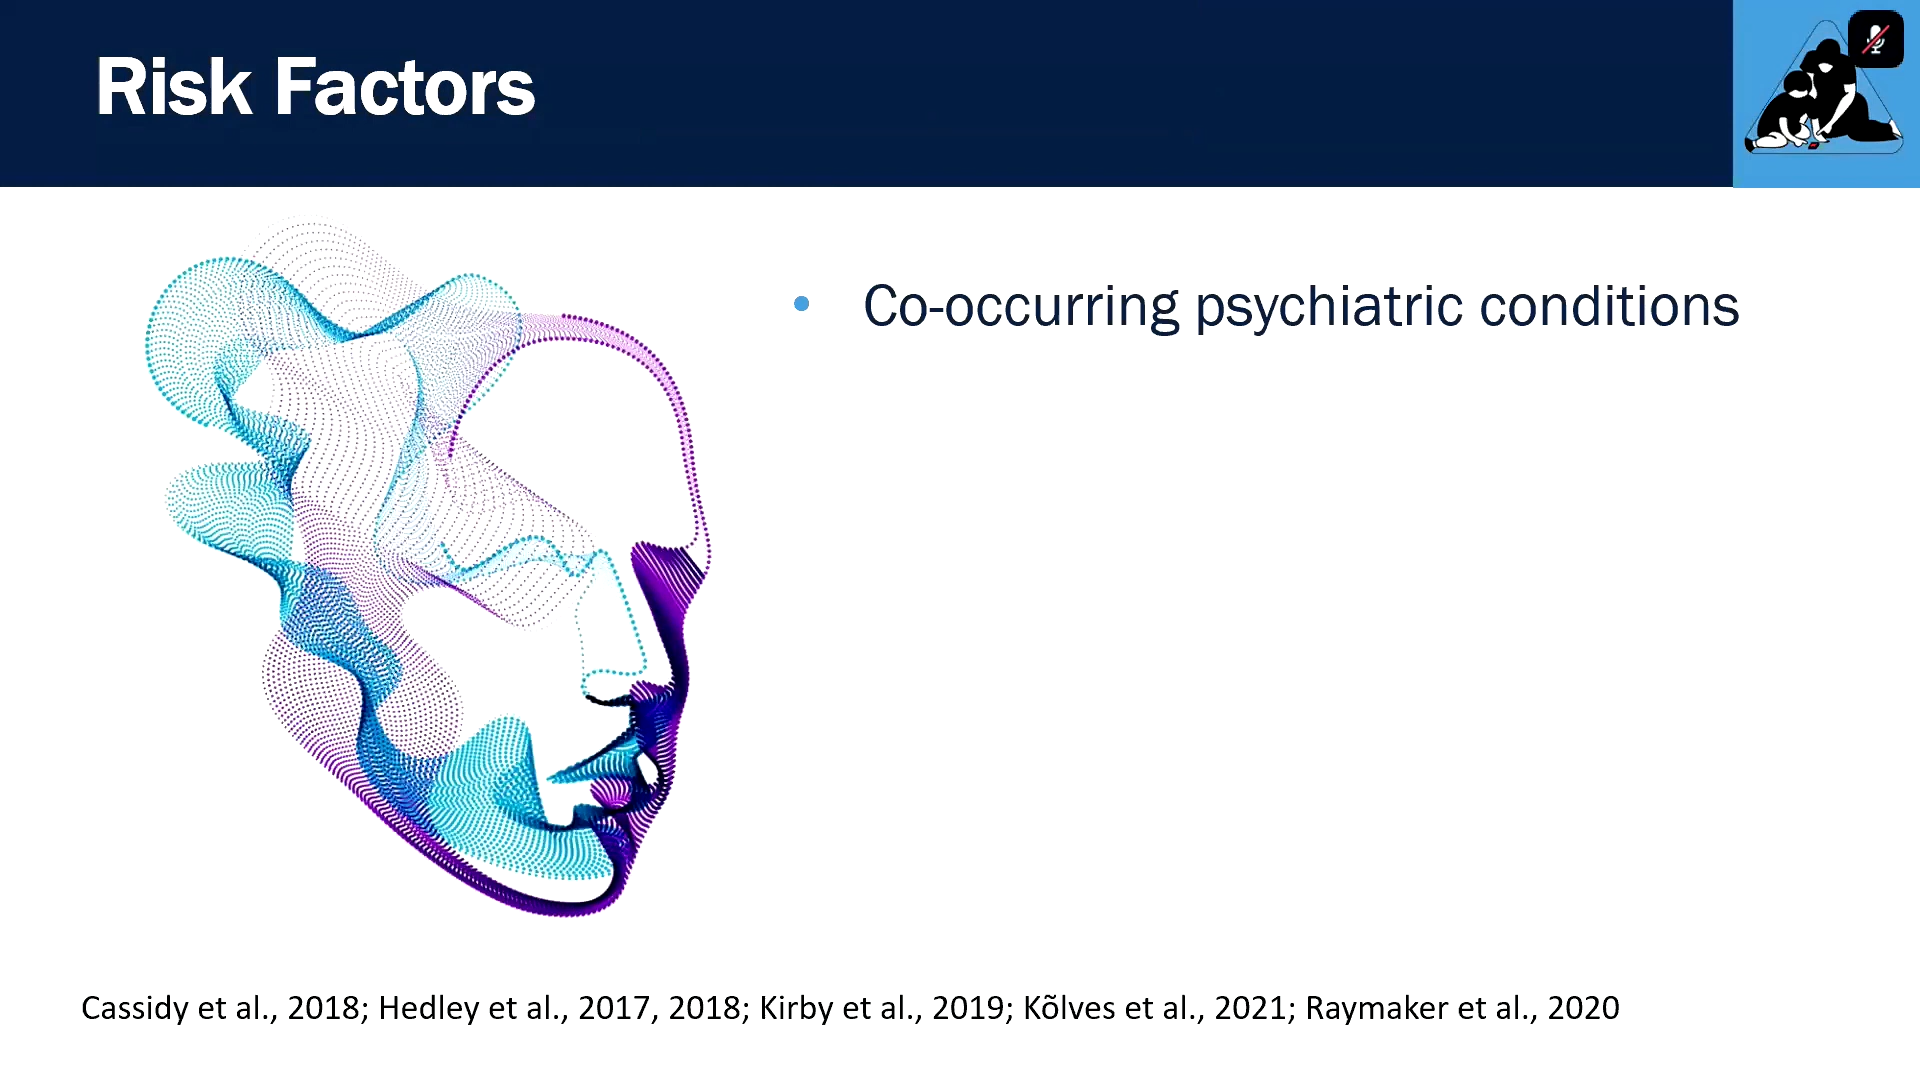 Risk Factors
• Co-occurring psychiatric conditions
Cassidy et al., 2018; Hedley et al., 2017, 2018; Kirby et al., 2019; Kõlves et al., 2021; Raymaker et al., 2020